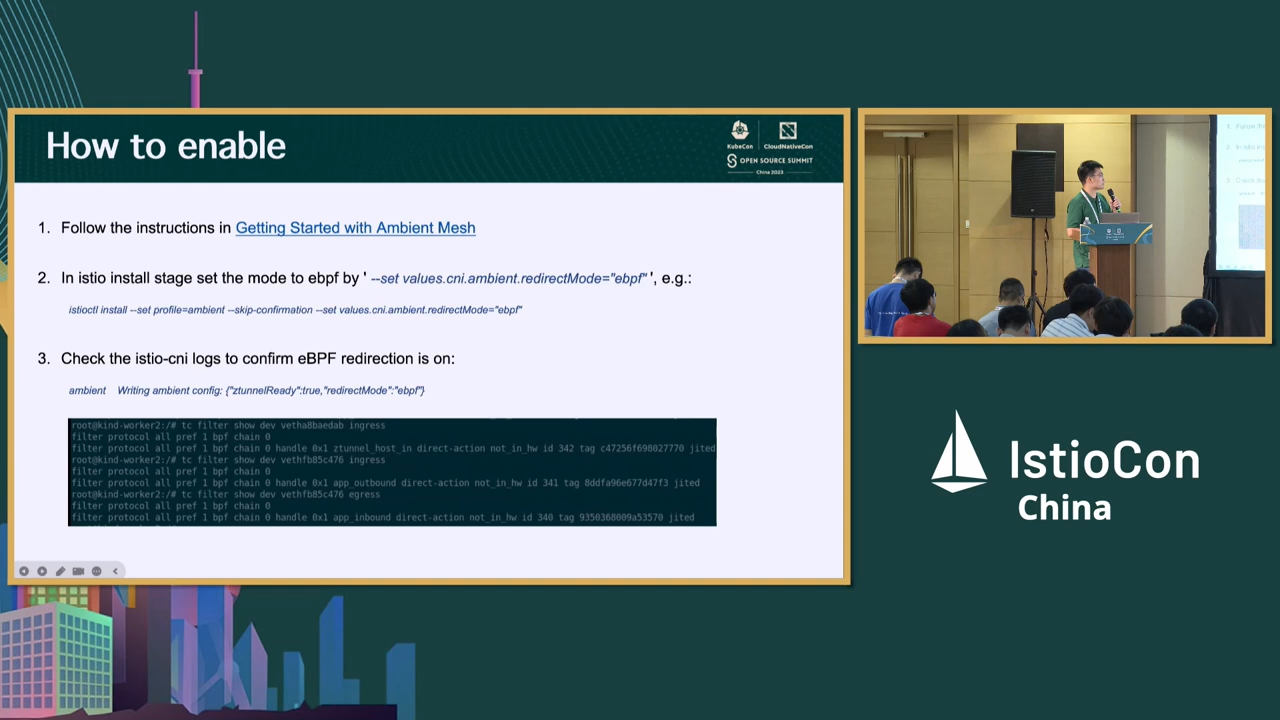 How to enable
KubeCon
CloudNativeCon
OPEN SOURCE SUMMIT
China 2023
1. Follow the instructions in Getting Started with Ambient Mesh
2. In istio install stage set the mode to ebpf by ' --set values.cni.ambient.redirectMode="ebpf" ', e.g.:
istioctl install --set profile=ambient --skip-confirmation --set values.cni.ambient.redirectMode="ebpf"
3. Check the istio-cni logs to confirm eBPF redirection is on:
ambient Writing ambient config: {"ztunnelReady":true,"redirectMode":"ebpf"}
root@kind-worker2:/# tc filter show dev vetha8baedab ingress
filter protocol all pref 1 bpf chain 0
filter protocol all pref 1 bpf chain 0 handle 0x1 ztunnel_host_in direct-action not_in_hw id 342 tag c47256f698027770 jited
root@kind-worker2:/# tc filter show dev vethfb85c476 ingress
filter protocol all pref 1 bpf chain 0
filter protocol all pref 1 bpf chain 0 handle 0x1 app_outbound direct-action not_in_hw id 341 tag 8ddfa96e677d47f3 jited
root@kind-worker2:/# tc filter show dev vethfb85c476 egress
filter protocol all pref 1 bpf chain 0
filter protocol all pref 1 bpf chain 0 handle 0x1 app_inbound direct-action not_in_hw id 340 tag 9350368009a53570 jited
IstioCon
China